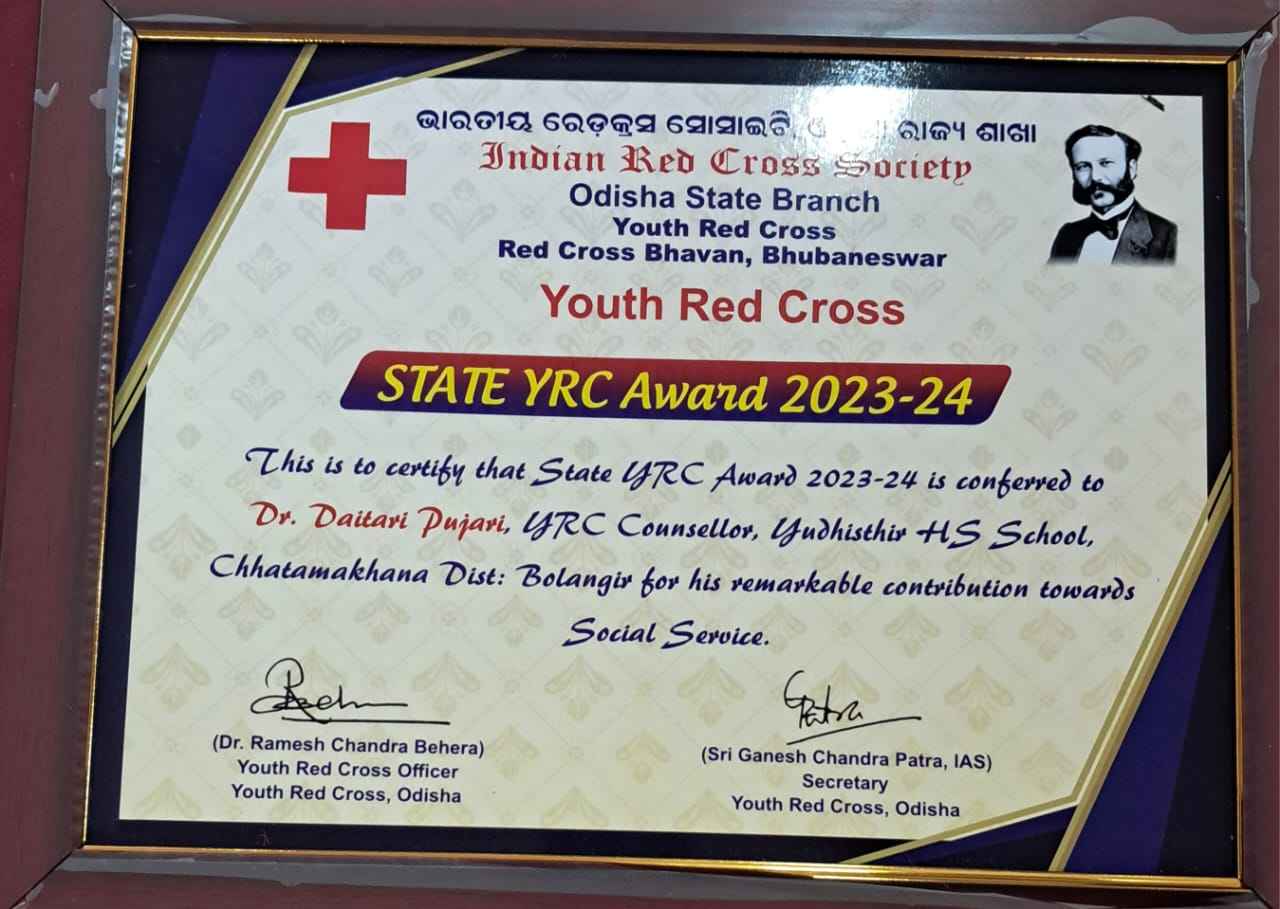 ଭାରତୀୟ ରେଡ଼କ୍ରସ ସୋସାଇଟି, ରାଜ୍ୟ ଶାଖା
Indian Red Cross Society
Odisha State Branch
Youth Red Cross
Red Cross Bhavan, Bhubaneswar
Youth Red Cross
STATE YRC Award 2023-24
This is to certify that State YRC Award 2023-24 is conferred to
Dr. Daitari Pujari, YRC Counsellor, Yudhisthir HS School,
Chhatamakhana Dist: Bolangir for his remarkable contribution towards
Social Service.
(Dr. Ramesh Chandra Behera)
Youth Red Cross Officer
Youth Red Cross, Odisha
GPatra
(Sri Ganesh Chandra Patra, IAS)
Secretary
Youth Red Cross, Odisha